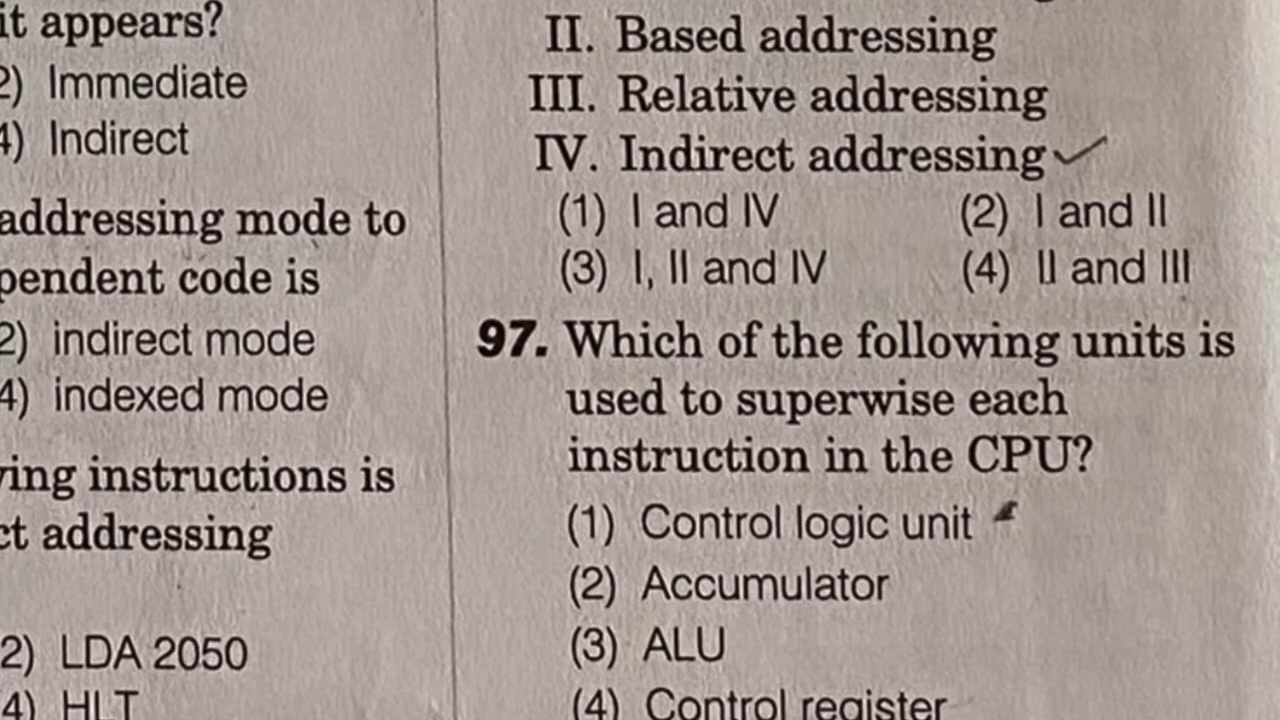 it appears?
2) Immediate
4) Indirect
addressing mode to
pendent code is
2) indirect mode
4) indexed mode
ving instructions is
ct addressing
2) LDA 2050
4) HLT
II. Based addressing
III. Relative addressing
IV. Indirect addressing
(1) I and IV (2) I and II
(3) I, II and IV (4) II and III
97. Which of the following units is
used to superwise each
instruction in the CPU?
(1) Control logic unit
(2) Accumulator
(3) ALU
(4) Control register